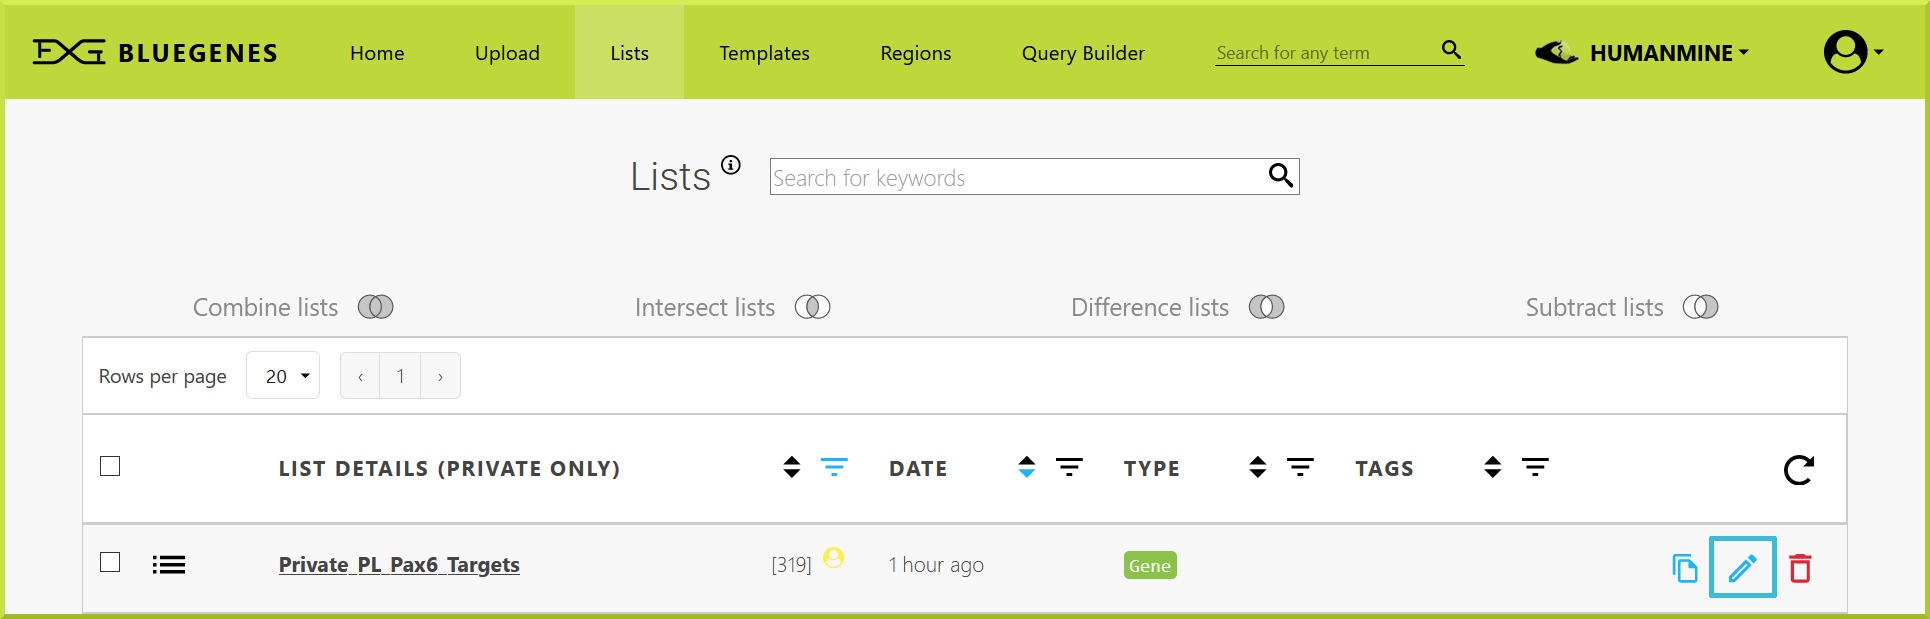 BLUEGENES Home Upload Lists Templates Regions Query Builder Search for any term HUMANMINE
Lists Search for keywords
Combine lists Intersect lists Difference lists Subtract lists
Rows per page 20 ‹ 1 ›
LIST DETAILS (PRIVATE ONLY) DATE TYPE TAGS
Private_PL_Pax6_Targets [319] 1 hour ago Gene